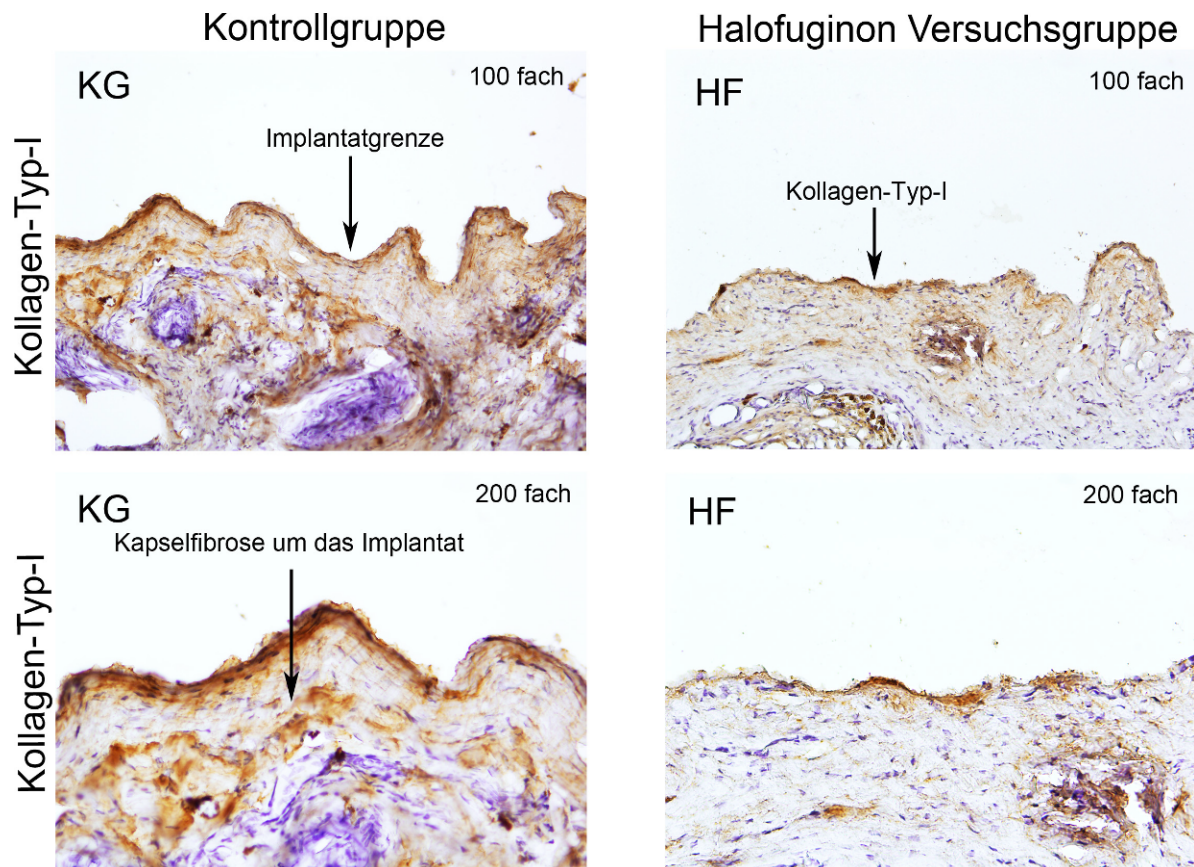 Kontrollgruppe
Halofuginon Versuchsgruppe
Kollagen-Typ-I
KG
100 fach
Implantatgrenze
HF
100 fach
Kollagen-Typ-I
Kollagen-Typ-I
KG
200 fach
Kapselfibrose um das Implantat
HF
200 fach